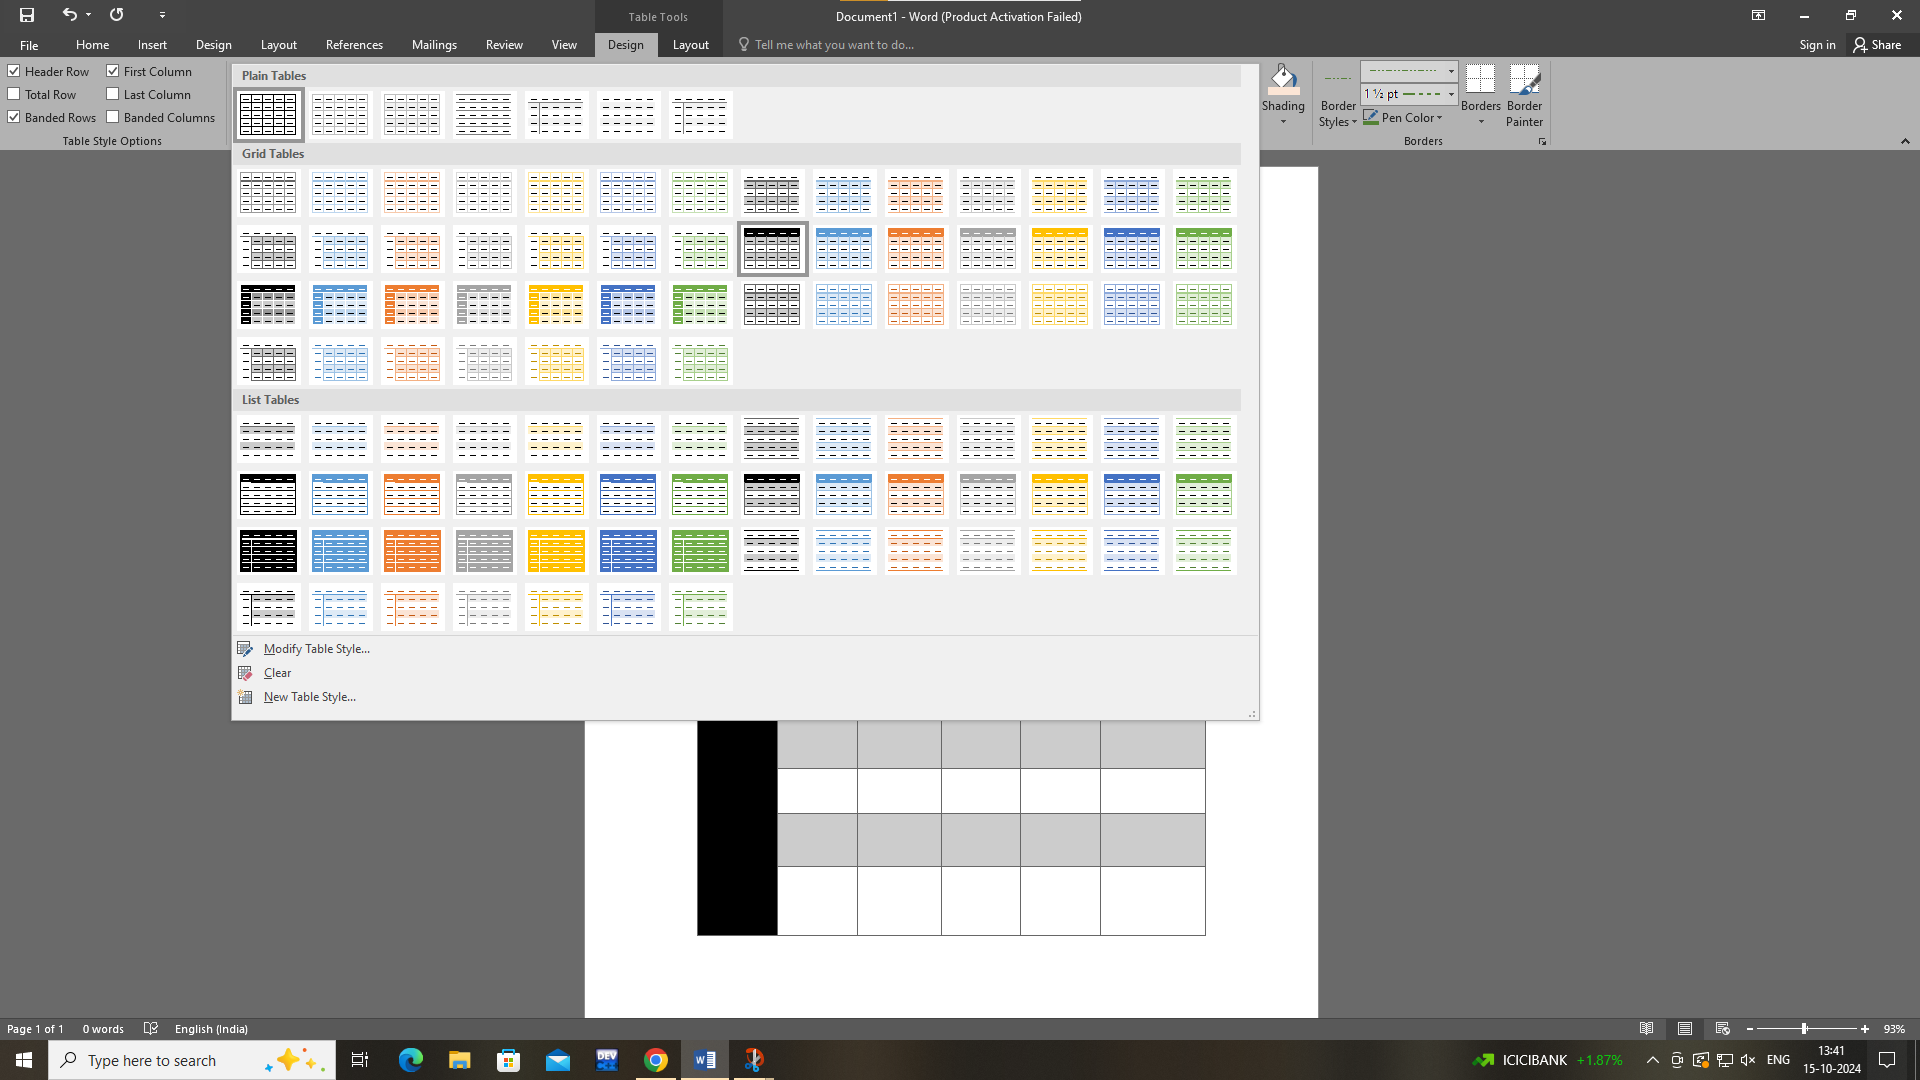 Table Tools
Document1 - Word (Product Activation Failed)
File
Home
Insert
Design
Layout
References
Mailings
Review
View
Design
Layout
Tell me what you want to do...
Sign in
Share
Header Row
First Column
Total Row
Last Column
Banded Rows
Banded Columns
Table Style Options
Plain Tables
Grid Tables
List Tables
Modify Table Style...
Clear
New Table Style...
Shading
Border
Styles
1 ½ pt
Pen Color
Borders
Border
Painter
Borders
Page 1 of 1
0 words
English (India)
93%
Type here to search
DEV
ICICIBANK
+1.87%
ENG
13:41
15-10-2024